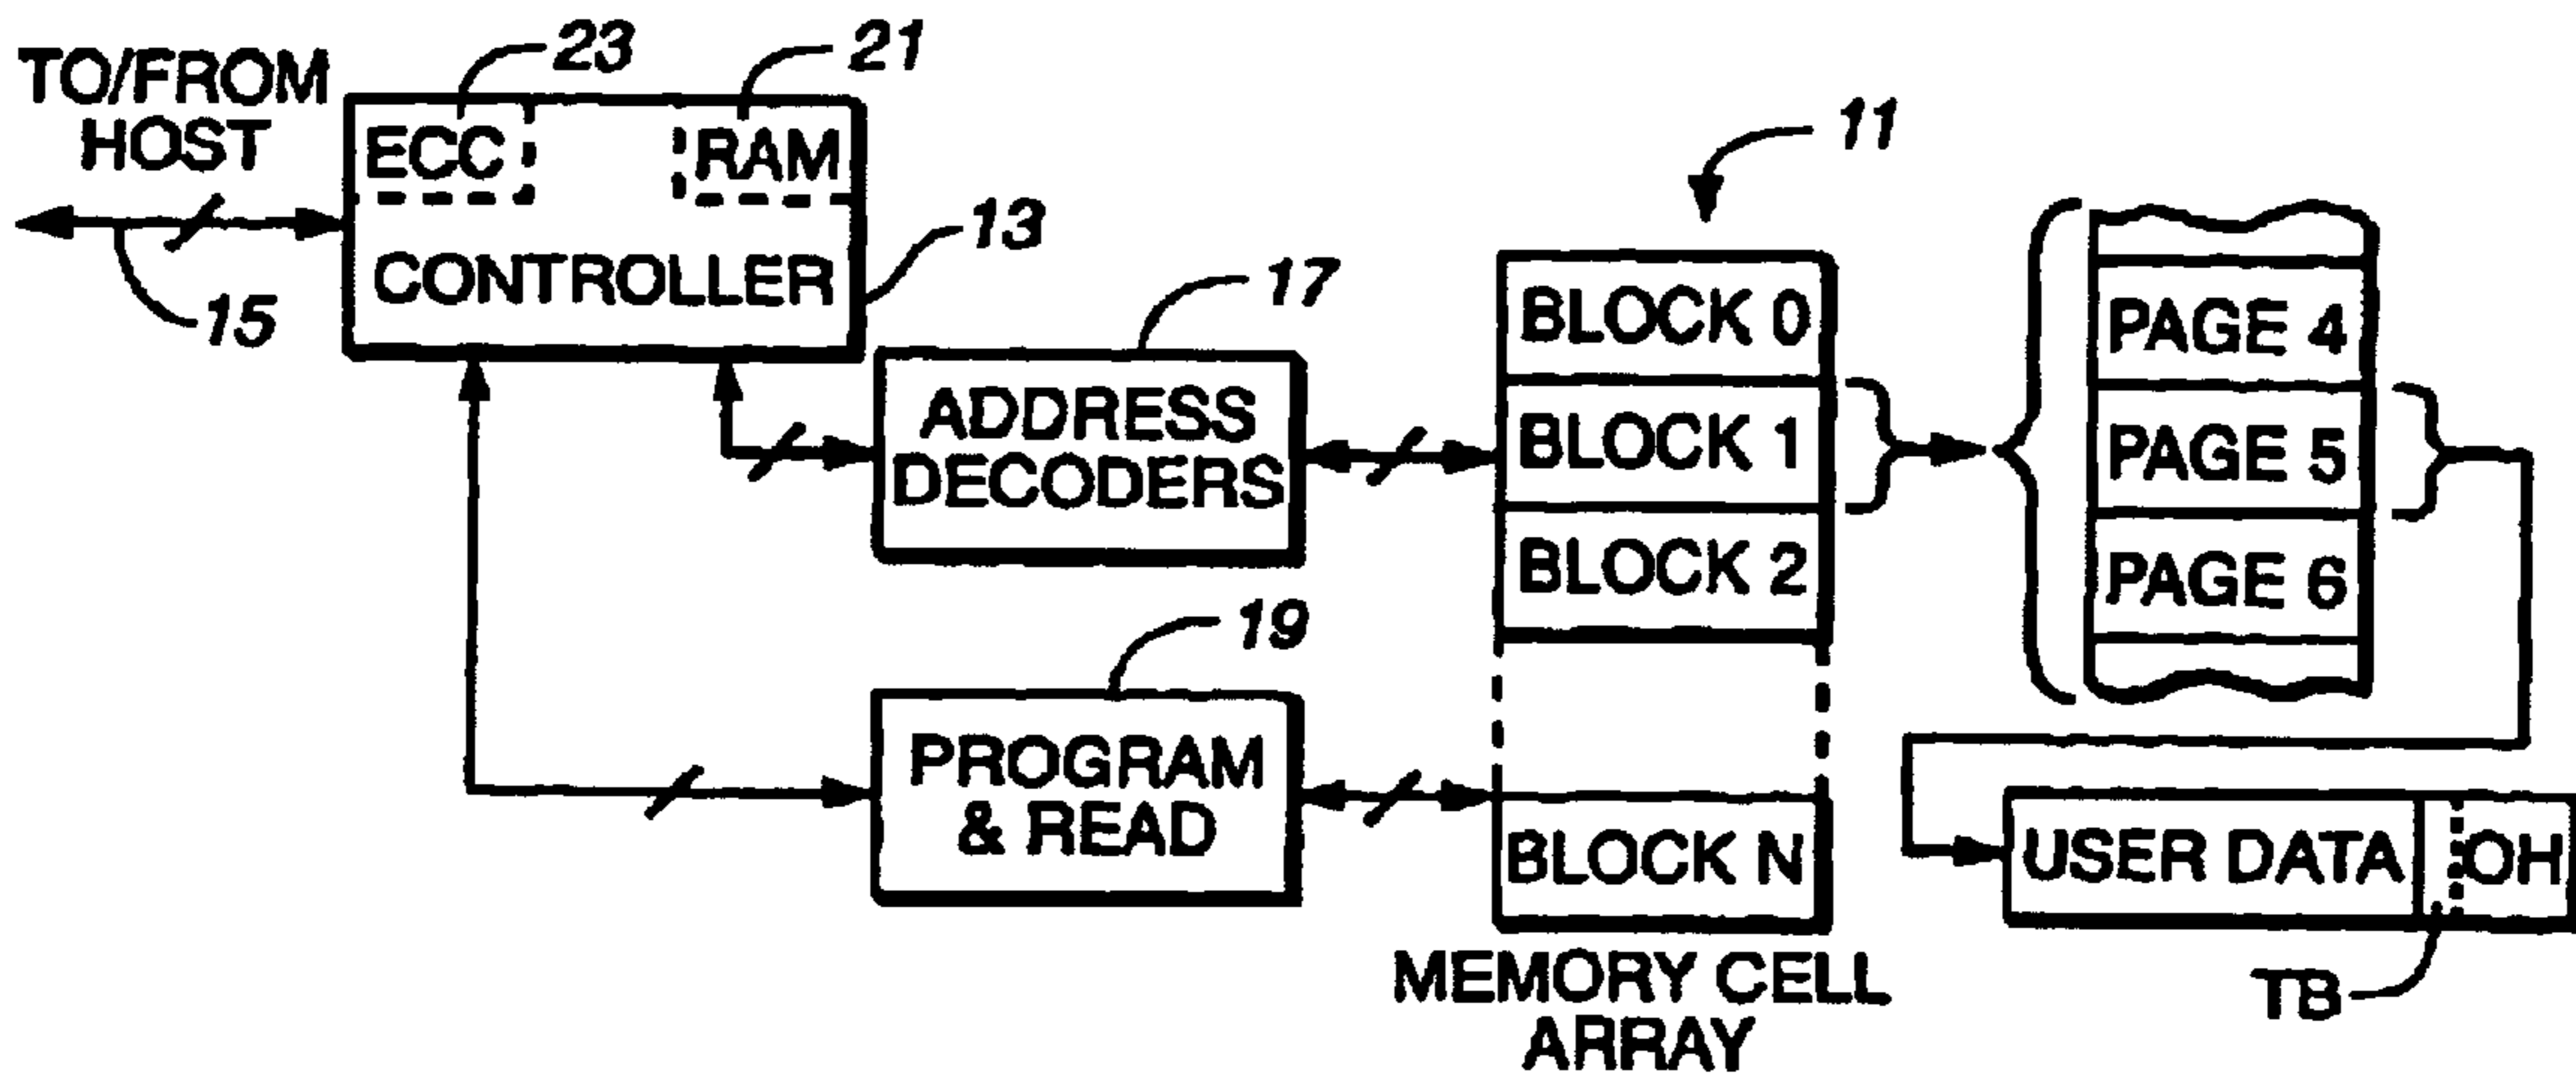 TO/FROM
HOST
15
23
21
ECC
RAM
CONTROLLER
13
17
ADDRESS
DECODERS
19
PROGRAM
& READ
11
BLOCK 0
BLOCK 1
BLOCK 2
BLOCK N
MEMORY CELL
ARRAY
PAGE 4
PAGE 5
PAGE 6
USER DATA
OH
TB